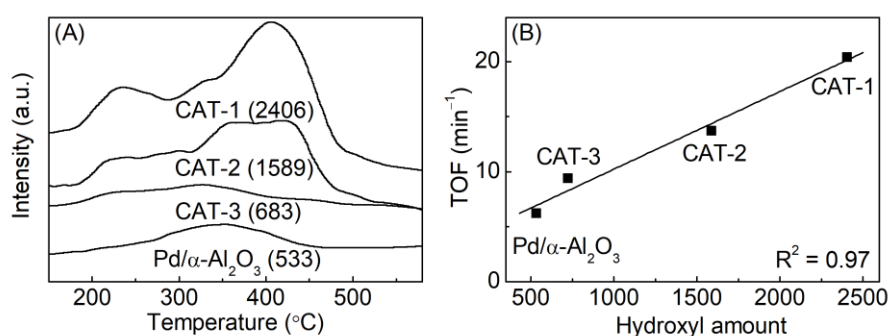 (A)
Intensity (a.u.)
CAT-1 (2406)
CAT-2 (1589)
CAT-3 (683)
Pd/α-Al₂O₃ (533)
200 300 400 500
Temperature (°C)
(B)
TOF (min⁻¹)
20
10
0
CAT-1
CAT-2
CAT-3
Pd/α-Al₂O₃
R² = 0.97
500 1000 1500 2000 2500
Hydroxyl amount